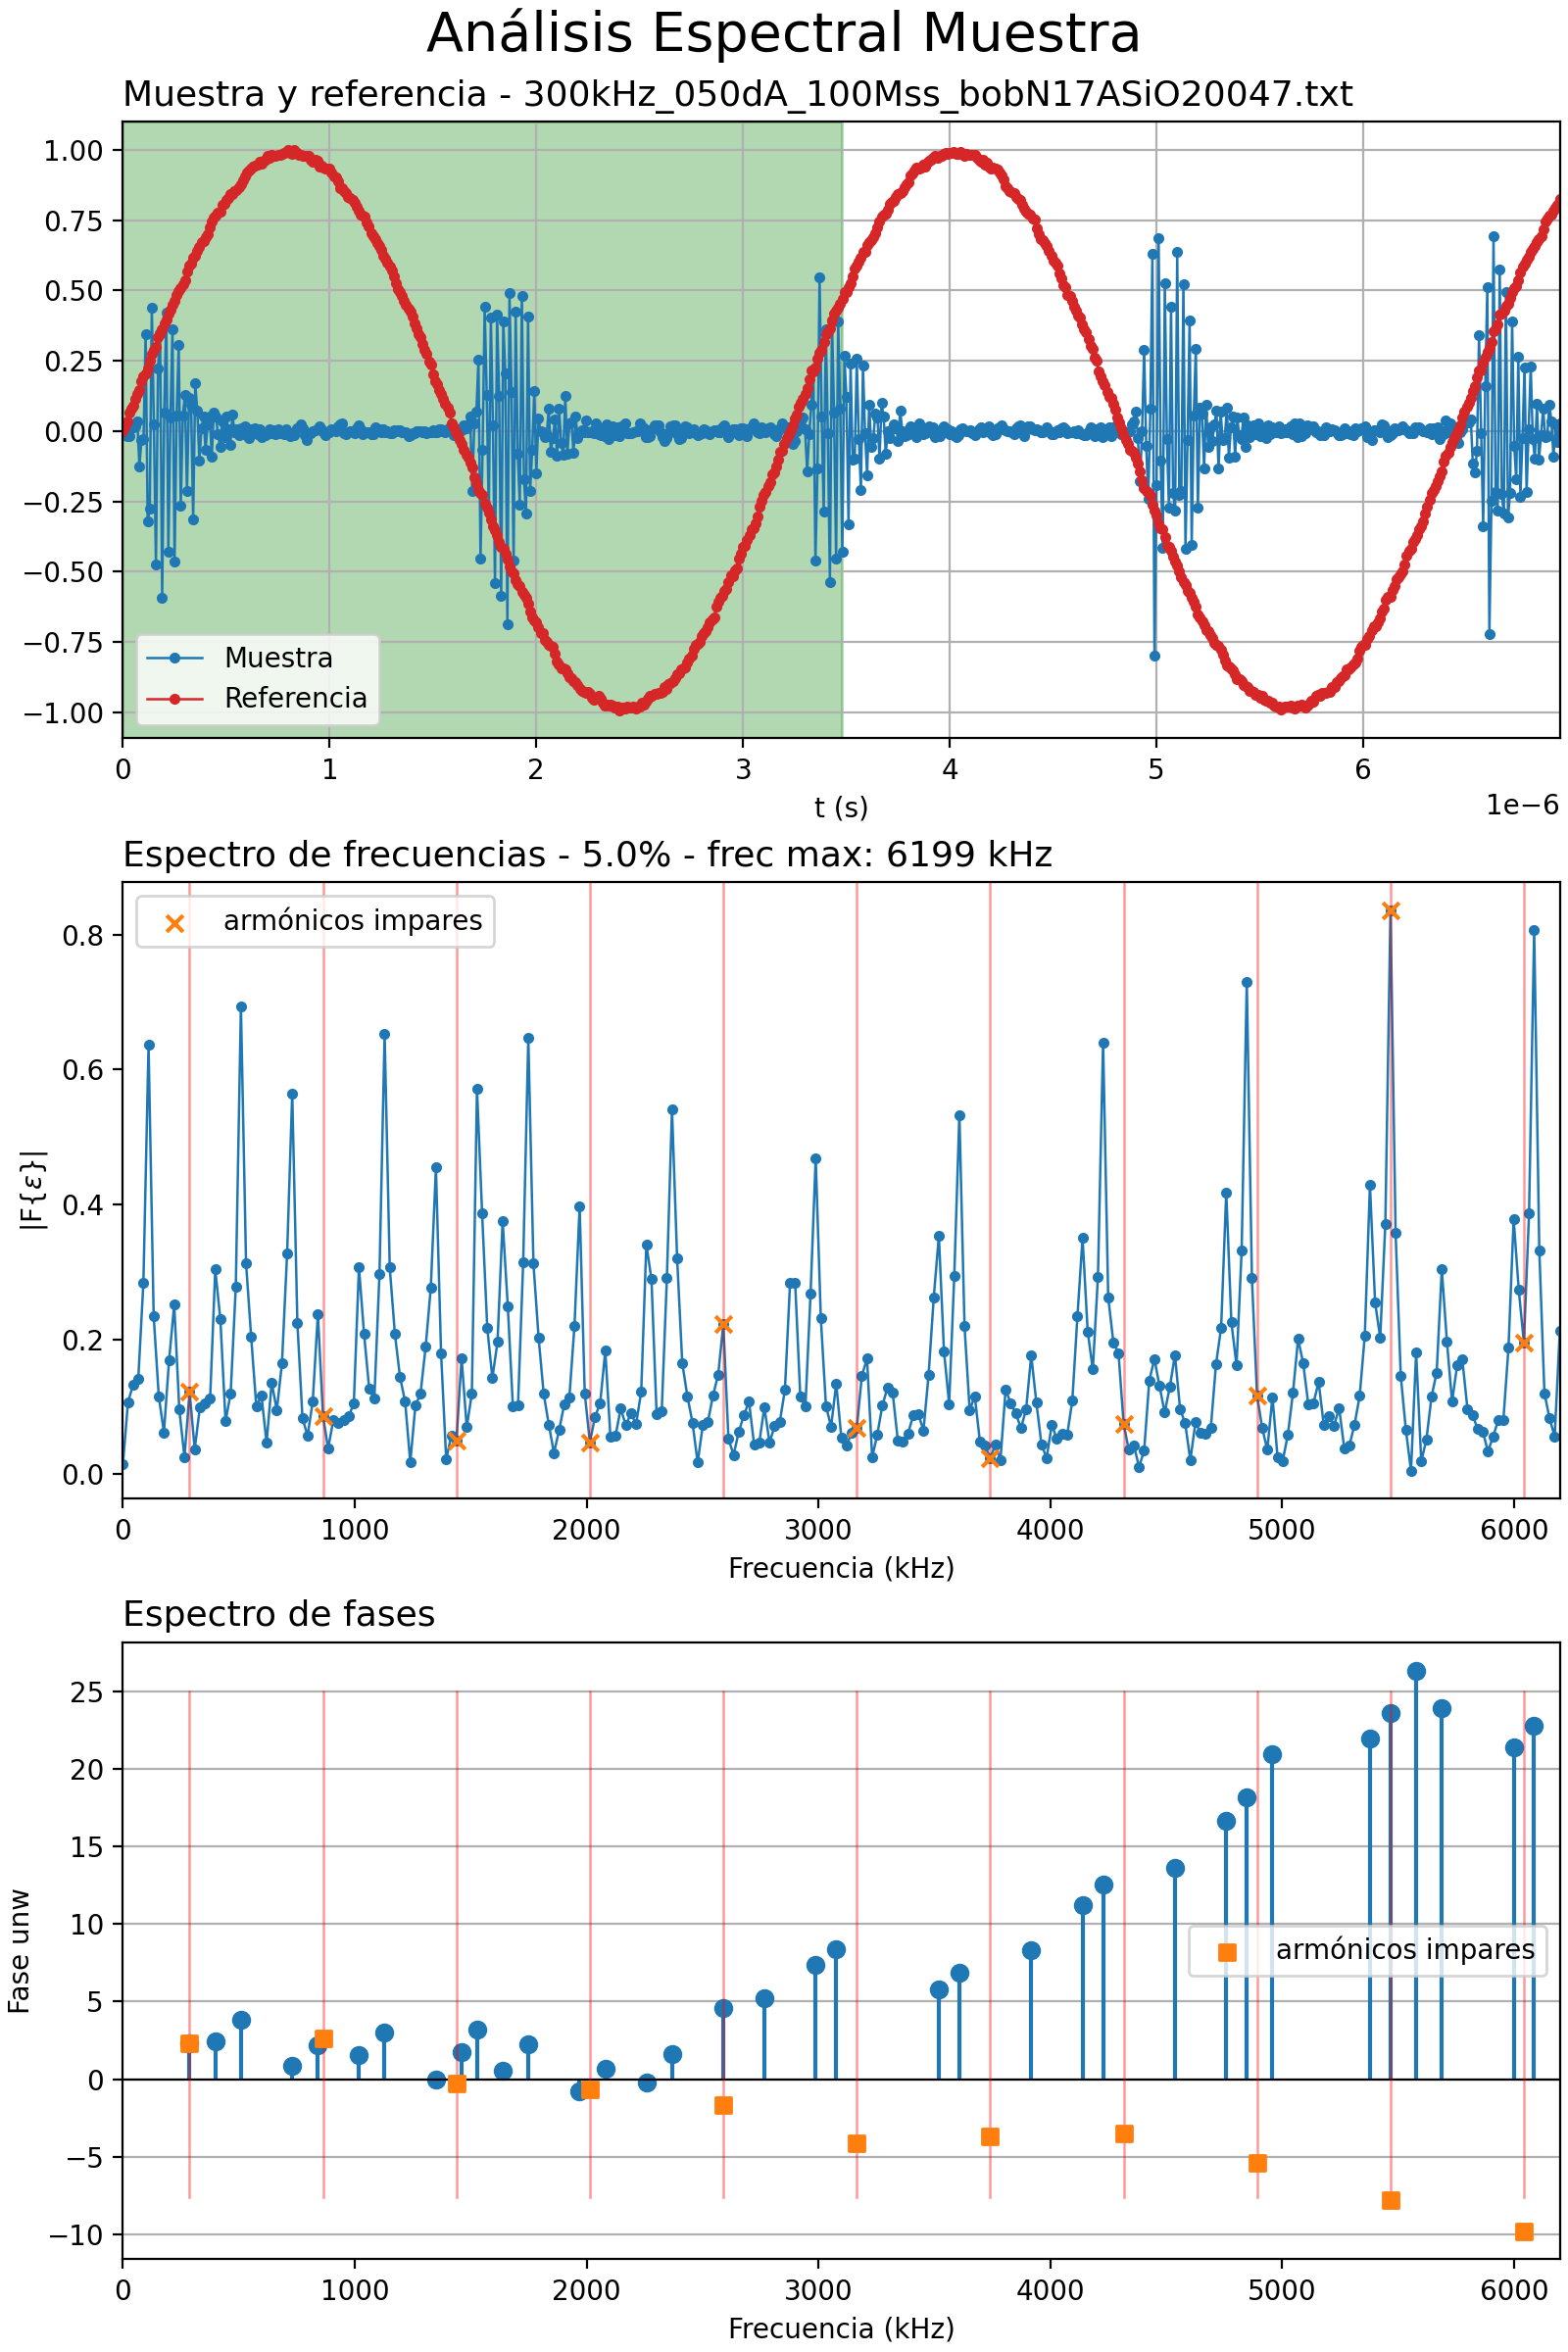 Análisis Espectral Muestra
Muestra y referencia - 300kHz_050dA_100Mss_bobN17ASiO20047.txt
1.00
0.75
0.50
0.25
0.00
−0.25
−0.50
−0.75
−1.00
Muestra
Referencia
0 1 2 3 4 5 6
t (s)
1e−6
Espectro de frecuencias - 5.0% - frec max: 6199 kHz
armónicos impares
|F{ε}|
0.8
0.6
0.4
0.2
0.0
0 1000 2000 3000 4000 5000 6000
Frecuencia (kHz)
Espectro de fases
Fase unw
25
20
15
10
5
0
−5
−10
armónicos impares
0 1000 2000 3000 4000 5000 6000
Frecuencia (kHz)